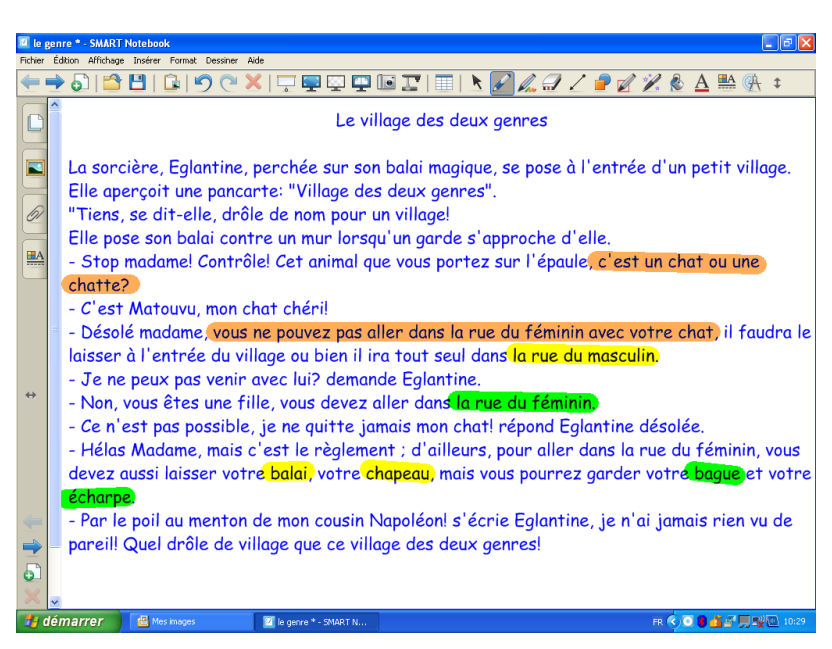 le genre * - SMART Notebook
Fichier Édition Affichage Insérer Format Dessiner Aide
Le village des deux genres
La sorcière, Eglantine, perchée sur son balai magique, se pose à l'entrée d'un petit village.
Elle aperçoit une pancarte: "Village des deux genres".
"Tiens, se dit-elle, drôle de nom pour un village!
Elle pose son balai contre un mur lorsqu'un garde s'approche d'elle.
- Stop madame! Contrôle! Cet animal que vous portez sur l'épaule, c'est un chat ou une
chatte?
- C'est Matouvu, mon chat chéri!
- Désolé madame, vous ne pouvez pas aller dans la rue du féminin avec votre chat, il faudra le
laisser à l'entrée du village ou bien il ira tout seul dans la rue du masculin.
- Je ne peux pas venir avec lui? demande Eglantine.
- Non, vous êtes une fille, vous devez aller dans la rue du féminin.
- Ce n'est pas possible, je ne quitte jamais mon chat! répond Eglantine désolée.
- Hélas Madame, mais c'est le règlement ; d'ailleurs, pour aller dans la rue du féminin, vous
devez aussi laisser votre balai, votre chapeau, mais vous pourrez garder votre bague et votre
écharpe.
- Par le poil au menton de mon cousin Napoléon! s'écrie Eglantine, je n'ai jamais rien vu de
pareil! Quel drôle de village que ce village des deux genres!
démarrer Mes images le genre * - SMART N... FR 10:29